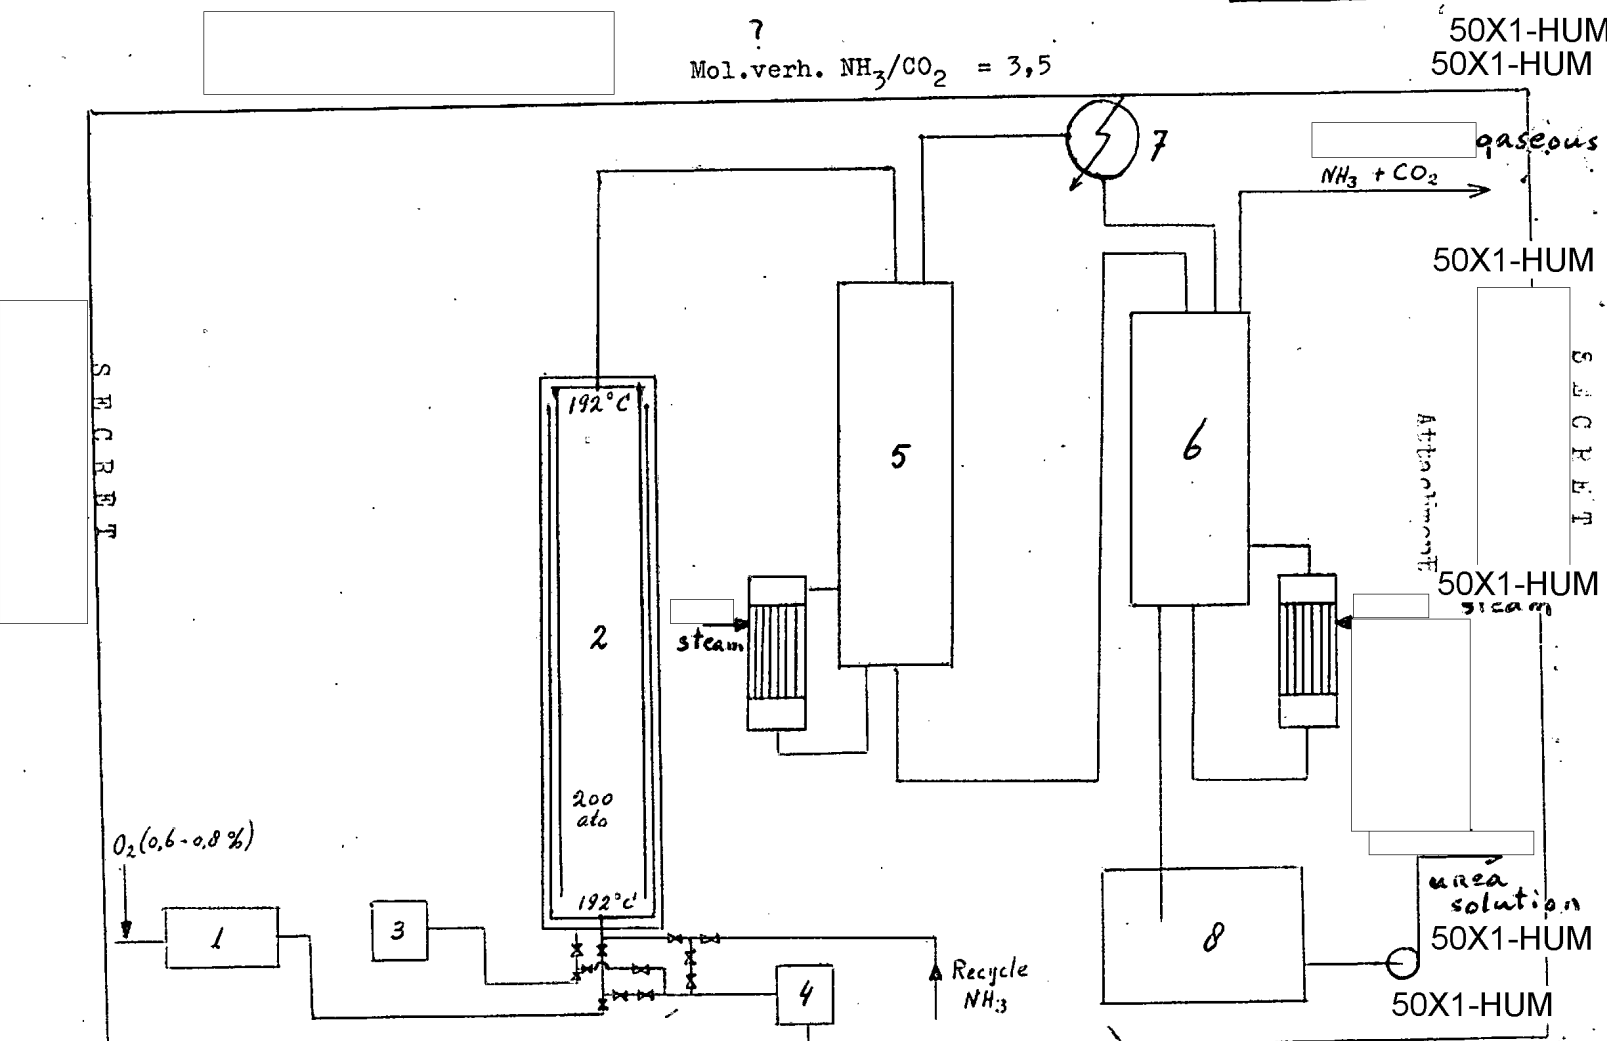 50X1-HUM
50X1-HUM
?
Mol.verh. NH3/CO2 = 3,5
7
gaseous
NH3 + CO2
50X1-HUM
SECRET
SECRET
192°C
5
6
Attachment
50X1-HUM
steam
steam
2
200
ato
O2 (0,6-0,8%)
192°C
urea
solution
1
3
8
50X1-HUM
4
Recycle
NH3
50X1-HUM